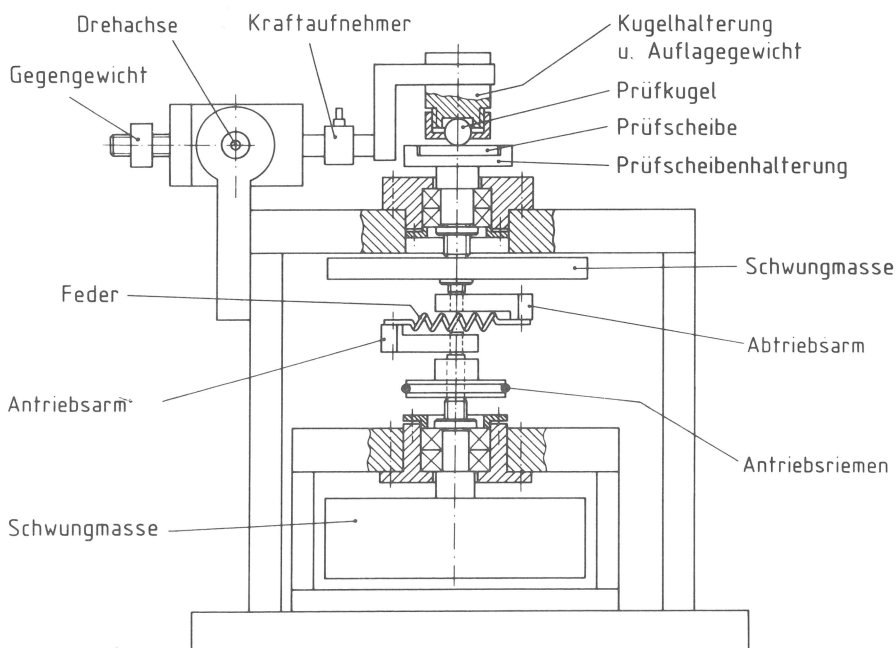 Drehachse
Kraftaufnehmer
Kugelhalterung
u. Auflagegewicht
Gegengewicht
Prüfkugel
Prüfscheibe
Prüfscheibenhalterung
Schwungmasse
Feder
Abtriebsarm
Antriebsarm
Antriebsriemen
Schwungmasse